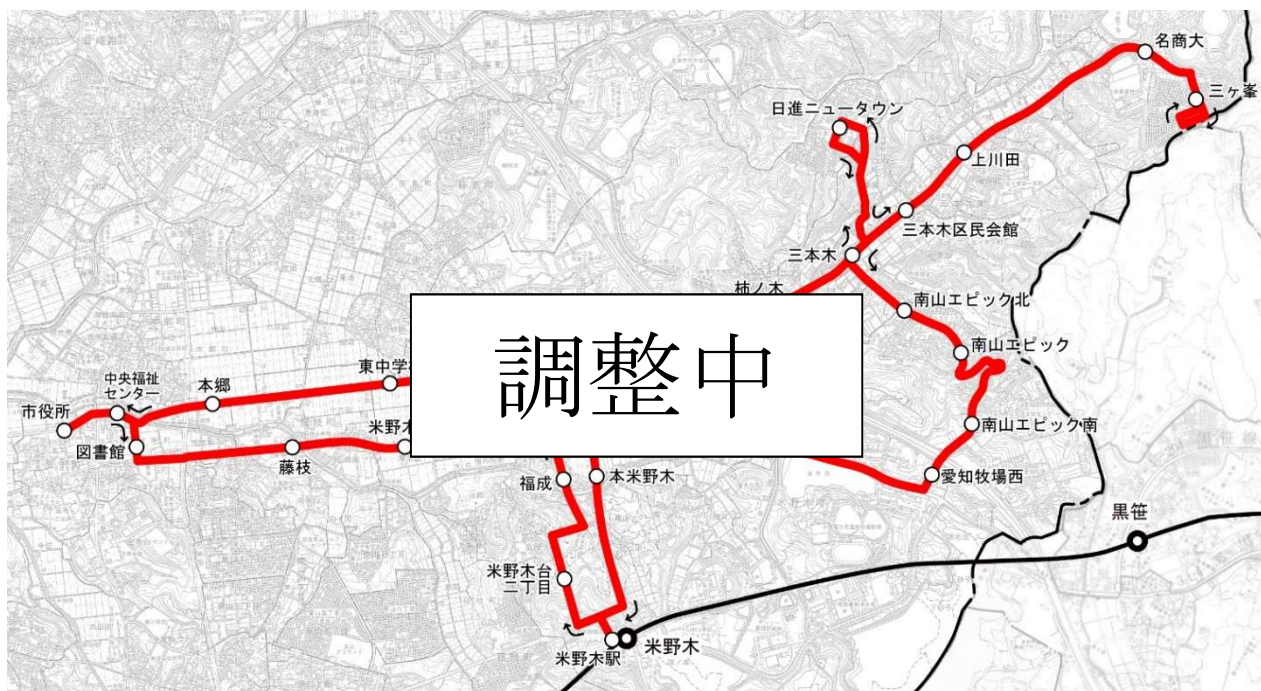 名商大
三ヶ峯
日進ニュータウン
上川田
三本木区民会館
三本木
柿ノ木
南山エピック北
調整中
南山エピック
東中学
中央福祉
センター
本郷
市役所
米野木
南山エピック南
図書館
藤枝
福成
本米野木
愛知牧場西
黒笹
米野木台
二丁目
米野木駅
米野木